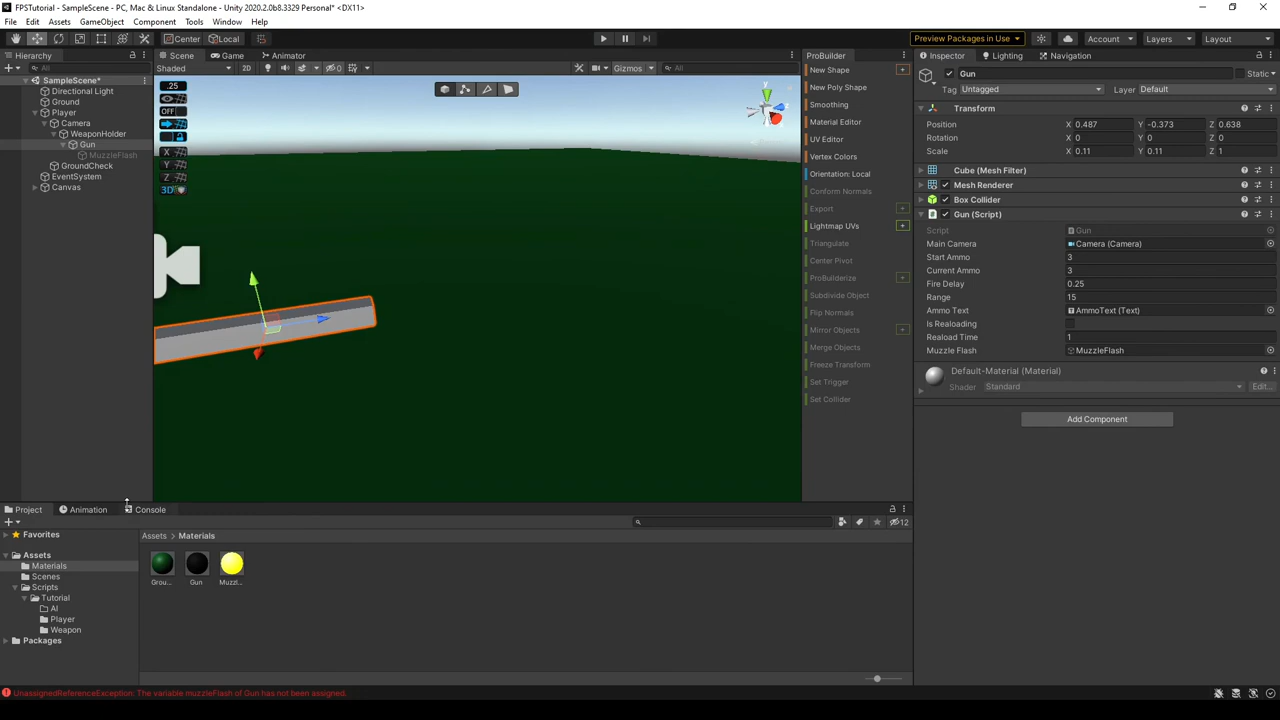 FPSTutorial - SampleScene - PC, Mac & Linux Standalone - Unity 2020.2.0b8.3329 Personal* <DX11>
File Edit Assets GameObject Component Tools Window Help
Center Local Preview Packages in Use Account Layers Layout
Hierarchy Scene Game Animator ProBuilder Inspector Lighting Navigation
All
Shaded 2D 0 Gizmos All
SampleScene*
Directional Light
Ground
Player
Camera
WeaponHolder
Gun
MuzzleFlash
GroundCheck
EventSystem
Canvas
.25
OFF
X
Y
Z
3D
y
z
New Shape
New Poly Shape
Smoothing
Material Editor
UV Editor
Vertex Colors
Orientation: Local
Conform Normals
Export
Lightmap UVs
Triangulate
Center Pivot
ProBuilderize
Subdivide Object
Flip Normals
Mirror Objects
Merge Objects
Freeze Transform
Set Trigger
Set Collider
Gun Static
Tag Untagged Layer Default
Transform
Position X 0.487 Y -0.373 Z 0.638
Rotation X 0 Y 0 Z 0
Scale X 0.11 Y 0.11 Z 1
Cube (Mesh Filter)
Mesh Renderer
Box Collider
Gun (Script)
Script Gun
Main Camera Camera (Camera)
Start Ammo 3
Current Ammo 3
Fire Delay 0.25
Range 15
Ammo Text AmmoText (Text)
Is Realoading
Reaload Time 1
Muzzle Flash MuzzleFlash
Default-Material (Material)
Shader Standard Edit...
Add Component
Project Animation Console
12
Favorites
Assets
Materials
Scenes
Scripts
Tutorial
AI
Player
Weapon
Packages
Assets > Materials
Grou... Gun Muzzl...
UnassignedReferenceException: The variable muzzleFlash of Gun has not been assigned.